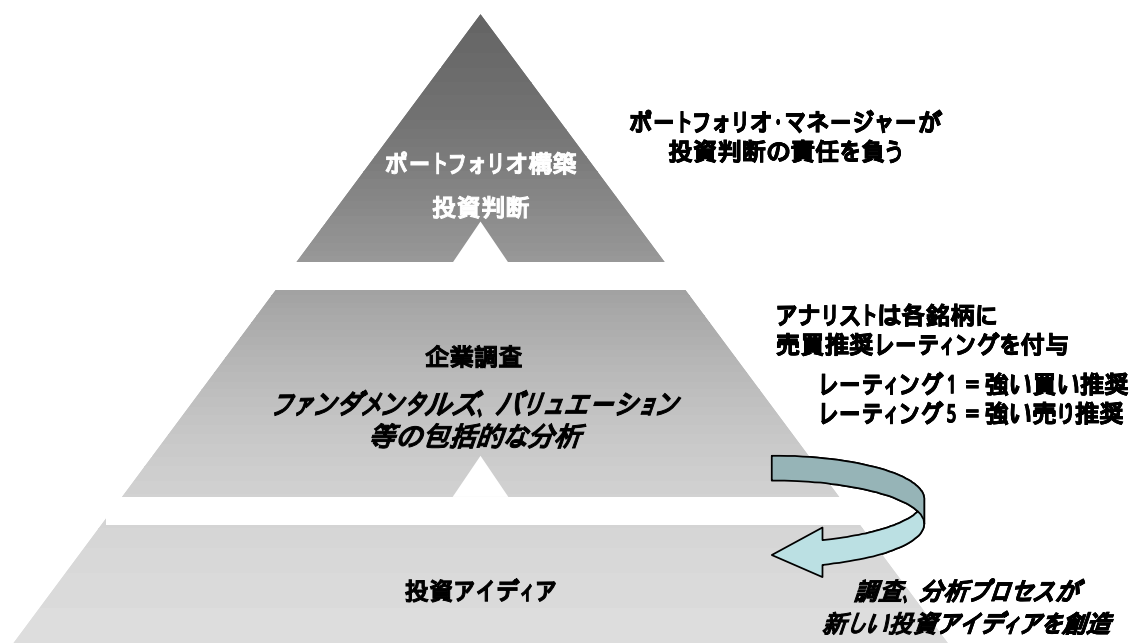 ポートフォリオ構築
投資判断
ポートフォリオ・マネージャーが
投資判断の責任を負う
企業調査
ファンダメンタルズ、バリュエーション
等の包括的な分析
アナリストは各銘柄に
売買推奨レーティングを付与
レーティング1 = 強い買い推奨
レーティング5 = 強い売り推奨
投資アイディア
調査、分析プロセスが
新しい投資アイディアを創造